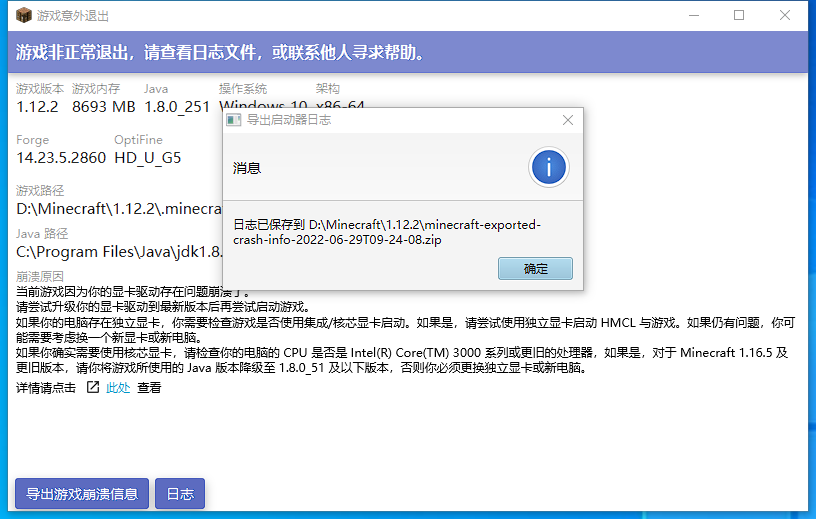 游戏意外退出
游戏非正常退出，请查看日志文件，或联系他人寻求帮助。
游戏版本 游戏内存 Java 操作系统 架构
1.12.2 8693 MB 1.8.0_251 Windows 10 x86-64
导出启动器日志
消息
日志已保存到 D:\Minecraft\1.12.2\minecraft-exported-
crash-info-2022-06-29T09-24-08.zip
确定
Forge OptiFine
14.23.5.2860 HD_U_G5
游戏路径
D:\Minecraft\1.12.2\.minecra
Java 路径
C:\Program Files\Java\jdk1.8.
崩溃原因
当前游戏因为你的显卡驱动存在问题崩溃了。
请尝试升级你的显卡驱动到最新版本后再尝试启动游戏。
如果你的电脑存在独立显卡，你需要检查游戏是否使用集成/核芯显卡启动。如果是，请尝试使用独立显卡启动 HMCL 与游戏。如果仍有问题，你可
能需要考虑换一个新显卡或新电脑。
如果你确实需要使用核芯显卡，请检查你的电脑的 CPU 是否是 Intel(R) Core(TM) 3000 系列或更旧的处理器，如果是，对于 Minecraft 1.16.5 及
更旧版本，请你将游戏所使用的 Java 版本降级至 1.8.0_51 及以下版本，否则你必须更换独立显卡或新电脑。
详情请点击 此处 查看
导出游戏崩溃信息 日志